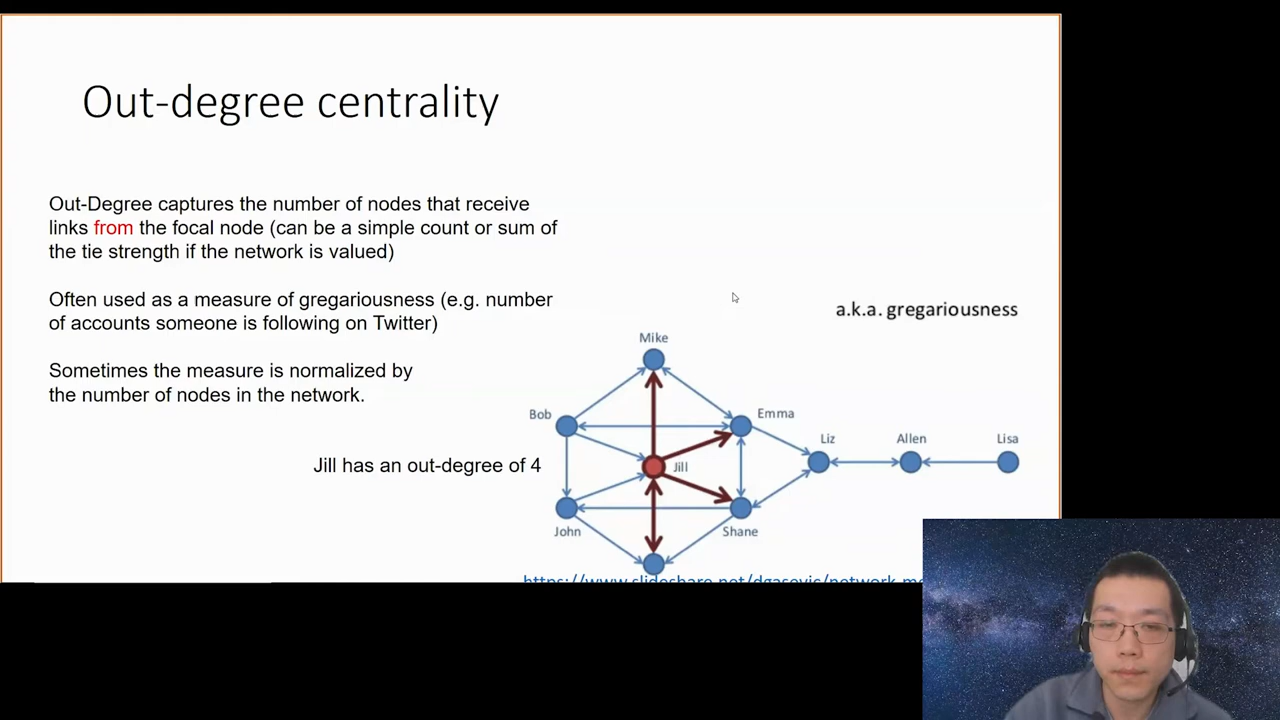 Out-degree centrality
Out-Degree captures the number of nodes that receive
links from the focal node (can be a simple count or sum of
the tie strength if the network is valued)
Often used as a measure of gregariousness (e.g. number
of accounts someone is following on Twitter)
Sometimes the measure is normalized by
the number of nodes in the network.
Jill has an out-degree of 4
a.k.a. gregariousness
Mike
Bob
Emma
Liz
Allen
Lisa
Jill
John
Shane